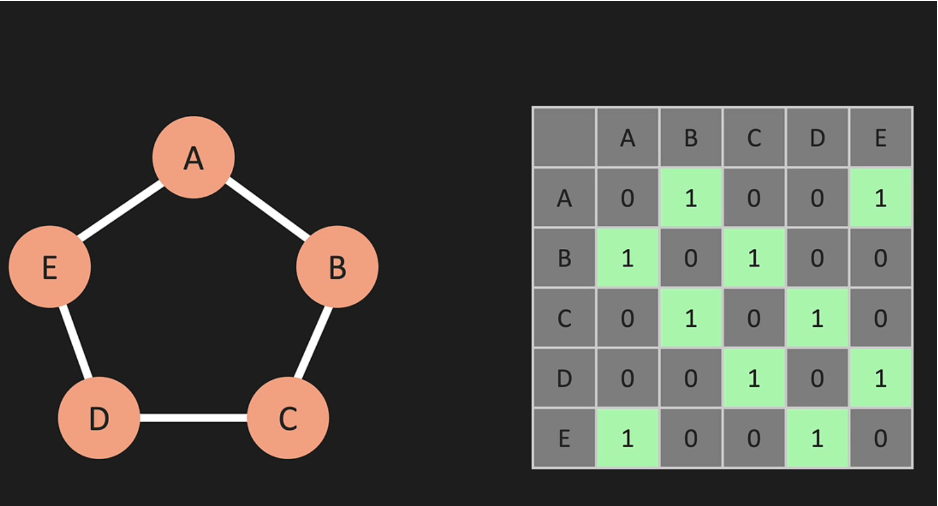 A
E
B
D
C
A B C D E
A 0 1 0 0 1
B 1 0 1 0 0
C 0 1 0 1 0
D 0 0 1 0 1
E 1 0 0 1 0